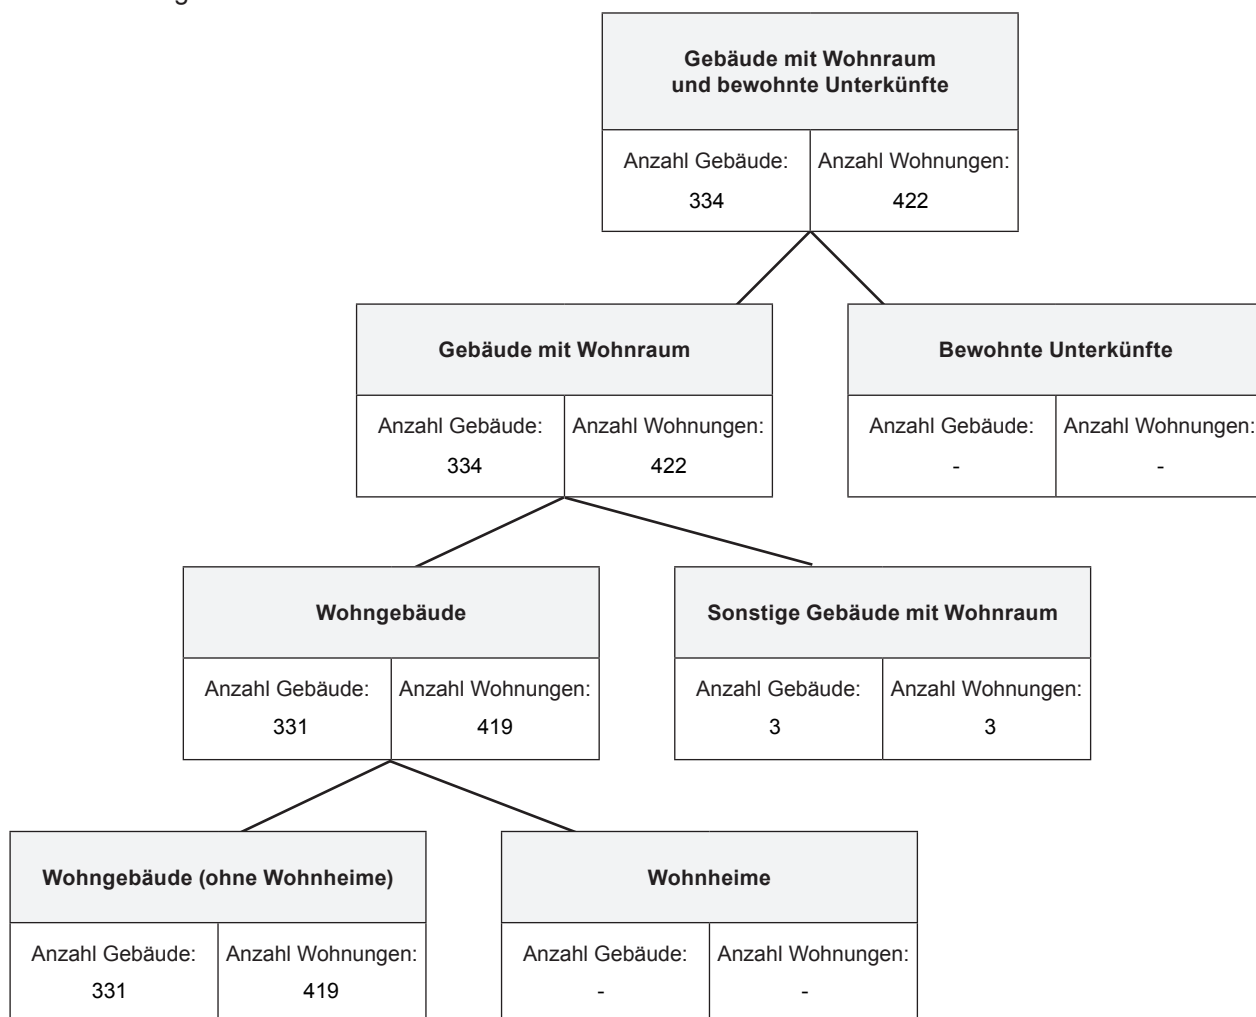 Gebäude mit Wohnraum
und bewohnte Unterkünfte
Anzahl Gebäude: Anzahl Wohnungen:
334 422
Gebäude mit Wohnraum
Anzahl Gebäude: Anzahl Wohnungen:
334 422
Bewohnte Unterkünfte
Anzahl Gebäude: Anzahl Wohnungen:
- -
Wohngebäude
Anzahl Gebäude: Anzahl Wohnungen:
331 419
Sonstige Gebäude mit Wohnraum
Anzahl Gebäude: Anzahl Wohnungen:
3 3
Wohngebäude (ohne Wohnheime)
Anzahl Gebäude: Anzahl Wohnungen:
331 419
Wohnheime
Anzahl Gebäude: Anzahl Wohnungen:
- -